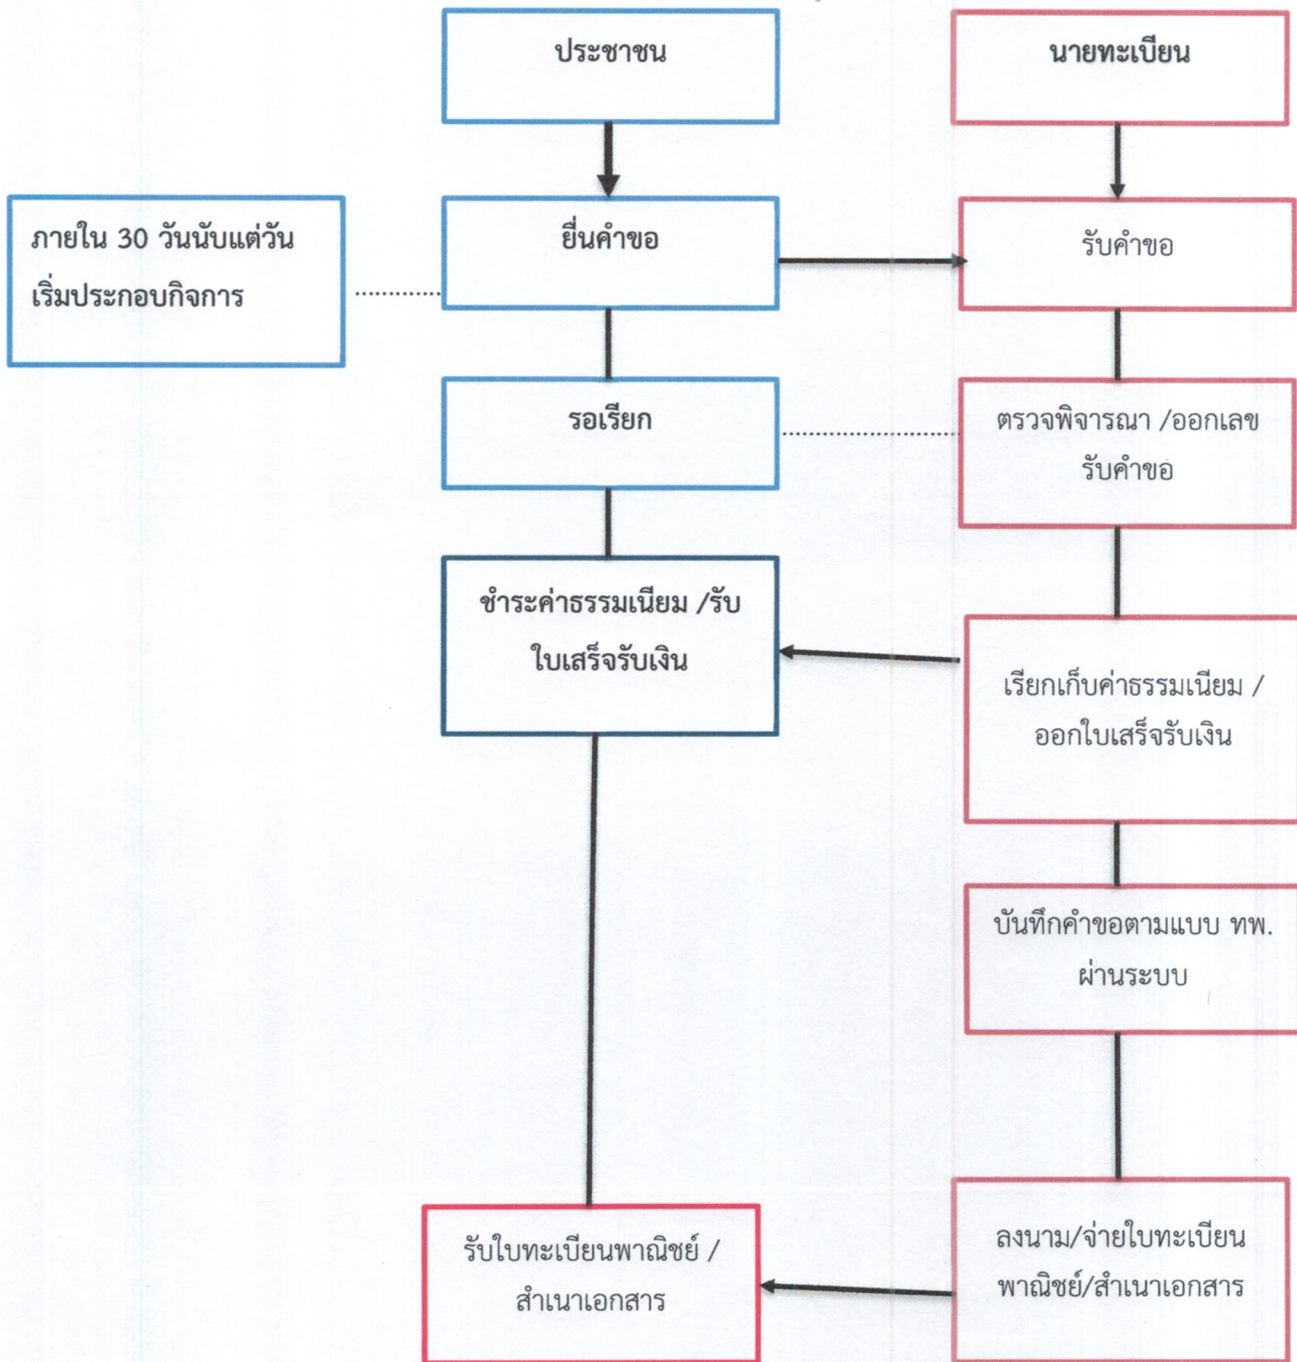 ประชาชน
นายทะเบียน
ภายใน 30 วันนับแต่วัน
เริ่มประกอบกิจการ
ยื่นคำขอ
รับคำขอ
รอเรียก
ตรวจพิจารณา /ออกเลข
รับคำขอ
ชำระค่าธรรมเนียม /รับ
ใบเสร็จรับเงิน
เรียกเก็บค่าธรรมเนียม /
ออกใบเสร็จรับเงิน
บันทึกคำขอตามแบบ ทพ.
ผ่านระบบ
รับใบทะเบียนพาณิชย์ /
สำเนาเอกสาร
ลงนาม/จ่ายใบทะเบียน
พาณิชย์/สำเนาเอกสาร